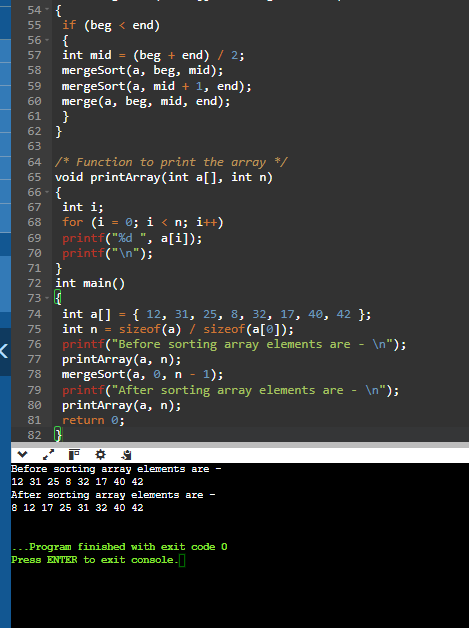 54 {
55 if (beg < end)
56 {
57 int mid = (beg + end) / 2;
58 mergeSort(a, beg, mid);
59 mergeSort(a, mid + 1, end);
60 merge(a, beg, mid, end);
61 }
62 }
63
64 /* Function to print the array */
65 void printArray(int a[], int n)
66 {
67 int i;
68 for (i = 0; i < n; i++)
69 printf("%d ", a[i]);
70 printf("\n");
71 }
72 int main()
73 {
74 int a[] = { 12, 31, 25, 8, 32, 17, 40, 42 };
75 int n = sizeof(a) / sizeof(a[0]);
76 printf("Before sorting array elements are - \n");
77 printArray(a, n);
78 mergeSort(a, 0, n - 1);
79 printf("After sorting array elements are - \n");
80 printArray(a, n);
81 return 0;
82 }
Before sorting array elements are -
12 31 25 8 32 17 40 42
After sorting array elements are -
8 12 17 25 31 32 40 42
...Program finished with exit code 0
Press ENTER to exit console.